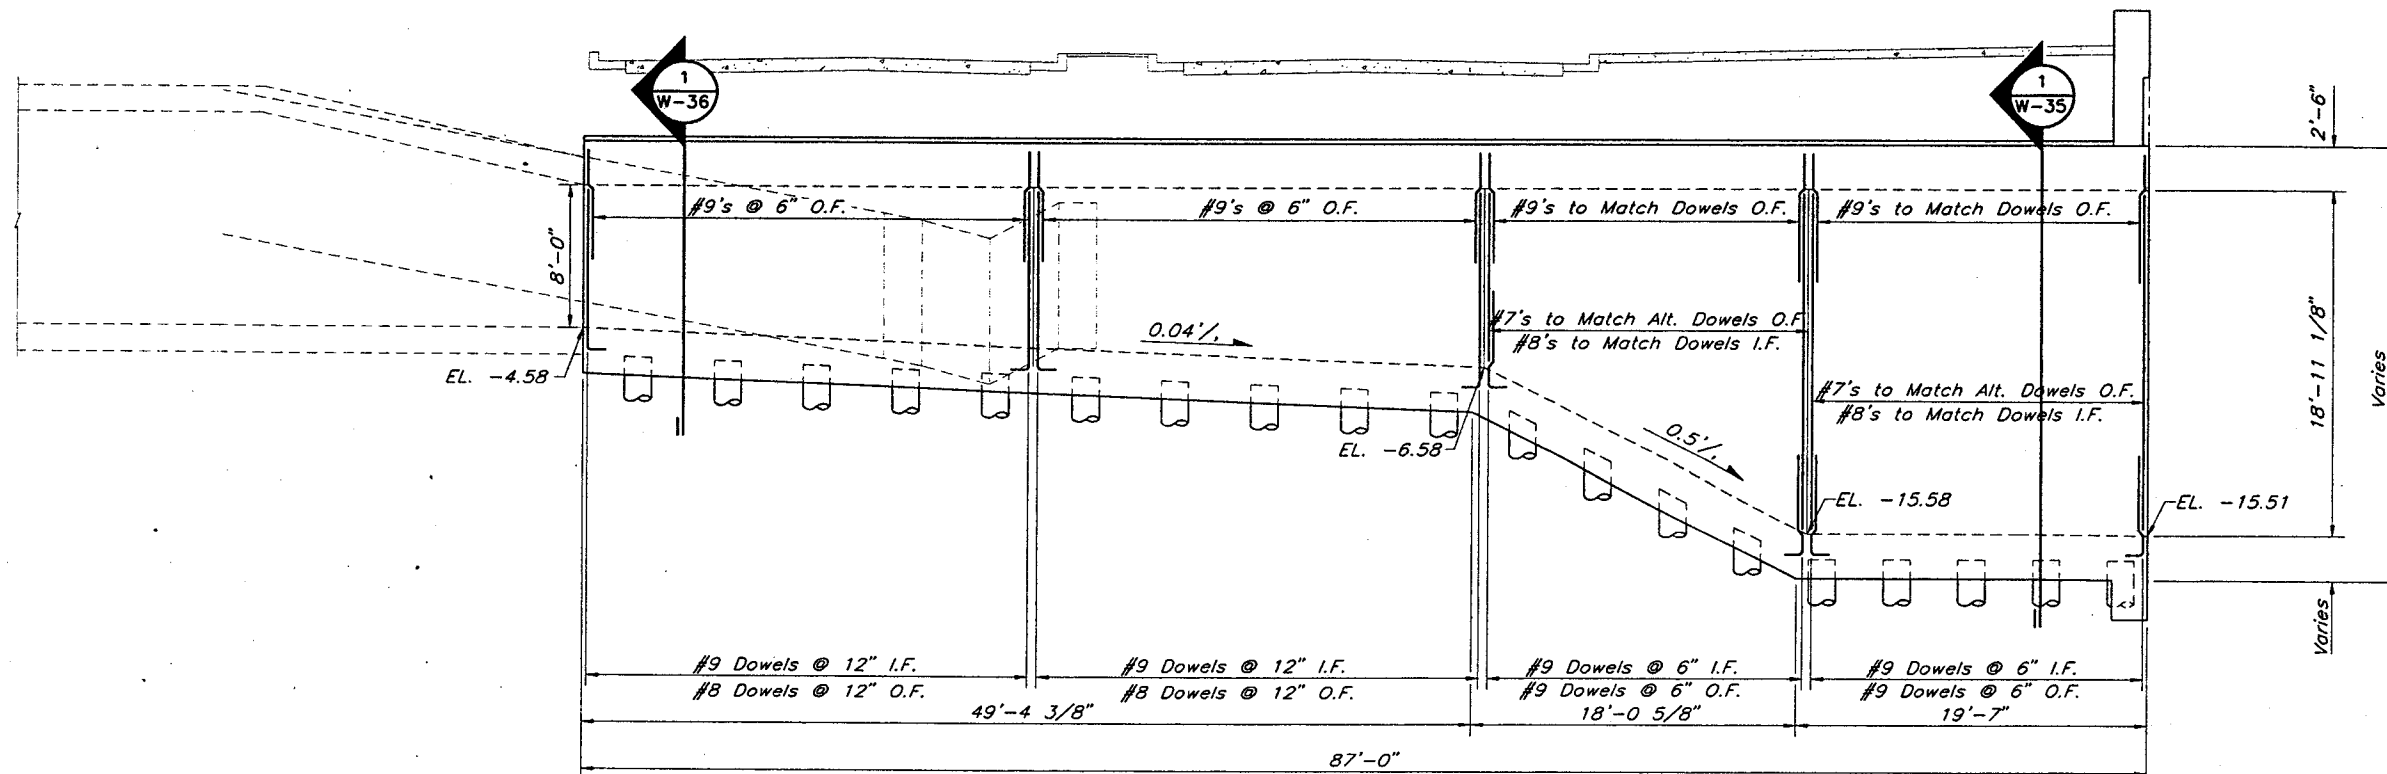 1
W-36
1
W-35
2'-6"
#9's @ 6" O.F.
#9's @ 6" O.F.
#9's to Match Dowels O.F.
#9's to Match Dowels O.F.
8'-0"
0.04'/,
#7's to Match Alt. Dowels O.F
#8's to Match Dowels I.F.
18'-11 1/8"
Varies
EL. -4.58
#7's to Match Alt. Dowels O.F.
#8's to Match Dowels I.F.
EL. -6.58
0.5'/,
EL. -15.58
EL. -15.51
Varies
#9 Dowels @ 12" I.F.
#8 Dowels @ 12" O.F.
#9 Dowels @ 12" I.F.
#8 Dowels @ 12" O.F.
#9 Dowels @ 6" I.F.
#9 Dowels @ 6" O.F.
#9 Dowels @ 6" I.F.
#9 Dowels @ 6" O.F.
49'-4 3/8"
18'-0 5/8"
19'-7"
87'-0"